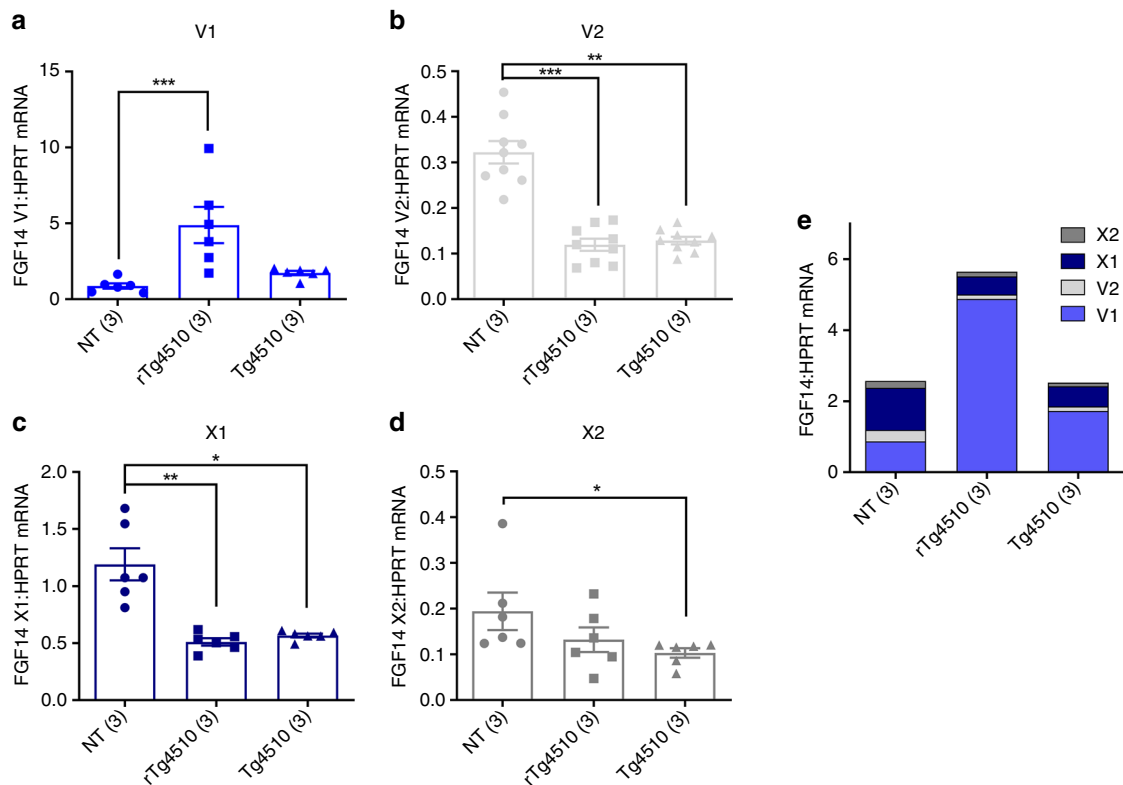 a
V1
FGF14 V1:HPRT mRNA
15
10
5
0
***
NT (3)
rTg4510 (3)
Tg4510 (3)
b
V2
FGF14 V2:HPRT mRNA
0.5
0.4
0.3
0.2
0.1
0.0
**
***
NT (3)
rTg4510 (3)
Tg4510 (3)
c
X1
FGF14 X1:HPRT mRNA
2.0
1.5
1.0
0.5
0.0
*
**
NT (3)
rTg4510 (3)
Tg4510 (3)
d
X2
FGF14 X2:HPRT mRNA
0.5
0.4
0.3
0.2
0.1
0.0
*
NT (3)
rTg4510 (3)
Tg4510 (3)
e
FGF14:HPRT mRNA
6
4
2
0
X2
X1
V2
V1
NT (3)
rTg4510 (3)
Tg4510 (3)